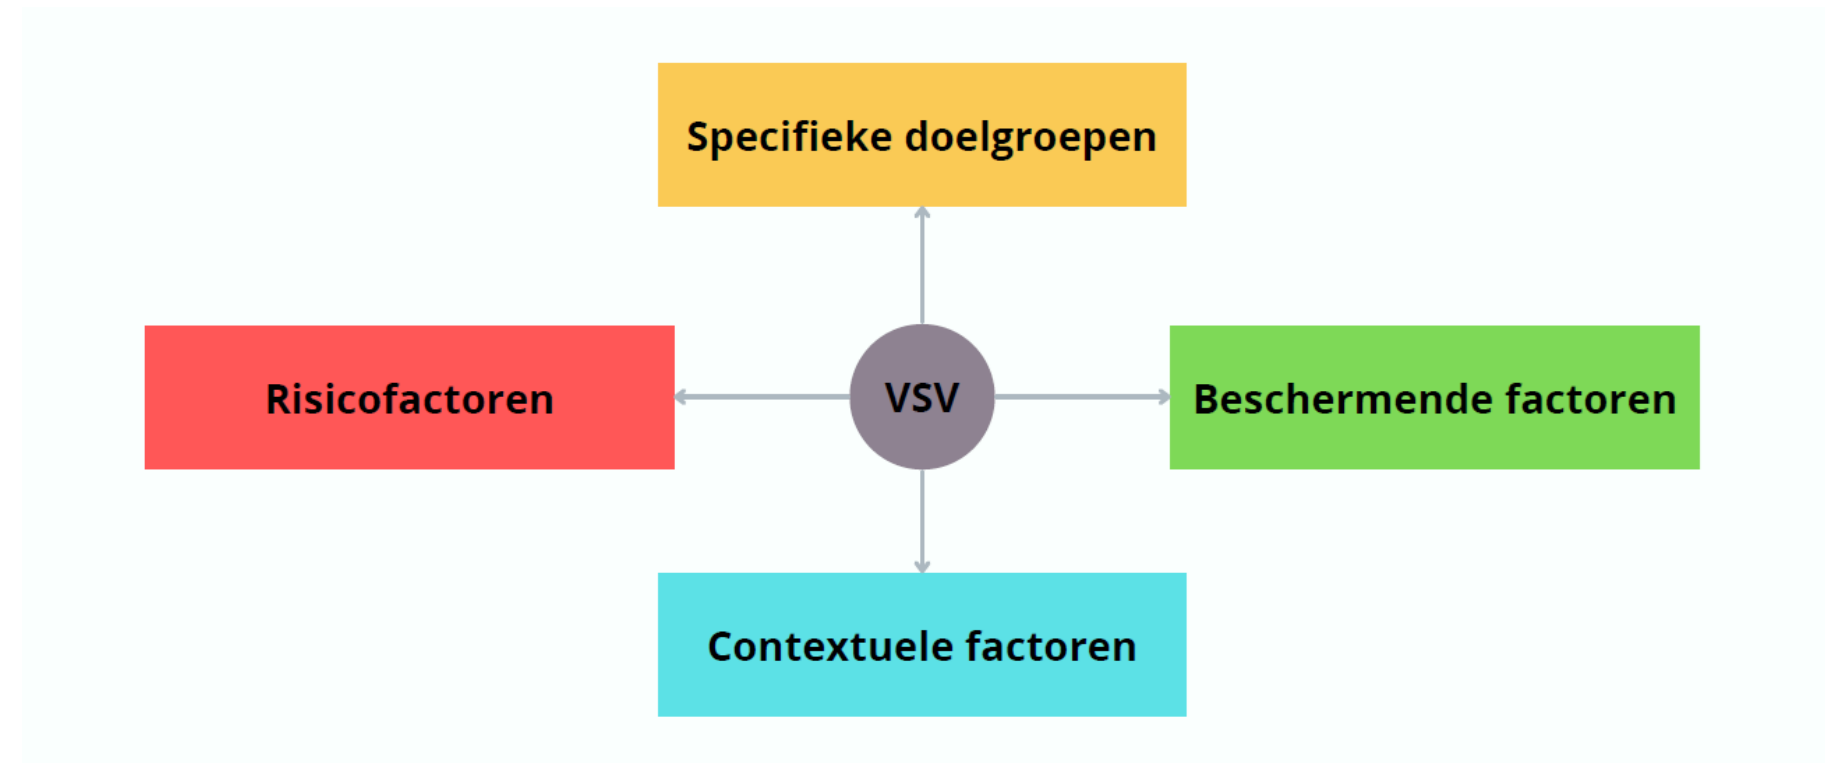 Specifieke doelgroepen
Risicofactoren
VSV
Beschermende factoren
Contextuele factoren